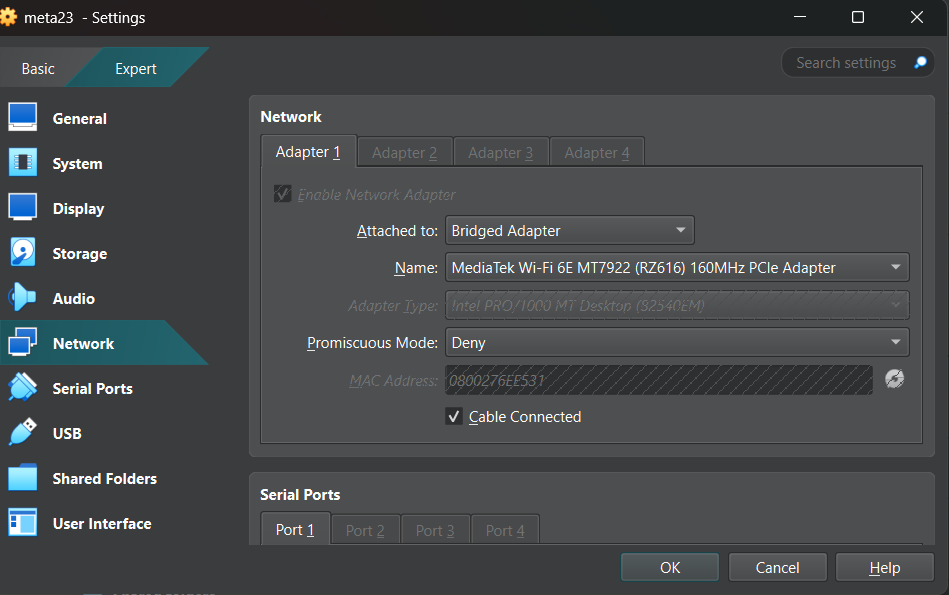 meta23 - Settings
Basic
Expert
Search settings
General
System
Display
Storage
Audio
Network
Serial Ports
USB
Shared Folders
User Interface
Network
Adapter 1
Adapter 2
Adapter 3
Adapter 4
Enable Network Adapter
Attached to: Bridged Adapter
Name: MediaTek Wi-Fi 6E MT7922 (RZ616) 160MHz PCIe Adapter
Adapter Type: Intel PRO/1000 MT Desktop (82540EM)
Promiscuous Mode: Deny
MAC Address: 0800276EE531
Cable Connected
Serial Ports
Port 1
Port 2
Port 3
Port 4
OK
Cancel
Help